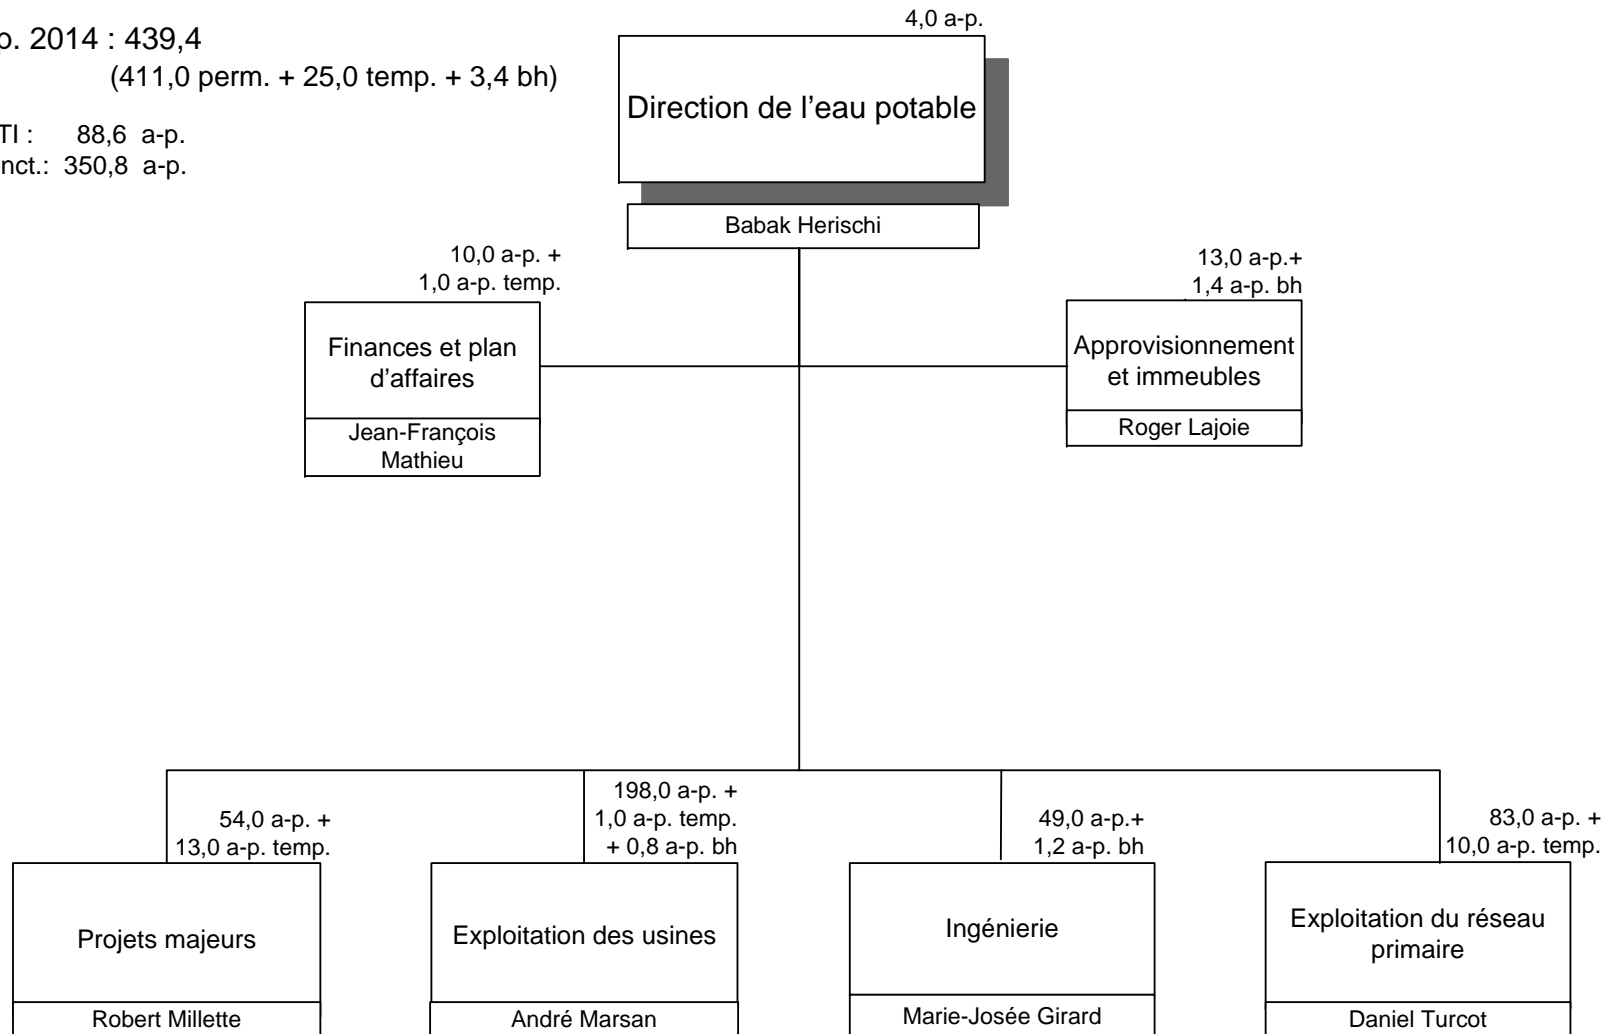 4,0 a-p.
p. 2014 : 439,4
(411,0 perm. + 25,0 temp. + 3,4 bh)
TI : 88,6 a-p.
nct.: 350,8 a-p.
Direction de l'eau potable
Babak Herischi
10,0 a-p. +
1,0 a-p. temp.
Finances et plan
d'affaires
Jean-François
Mathieu
13,0 a-p.+
1,4 a-p. bh
Approvisionnement
et immeubles
Roger Lajoie
54,0 a-p. +
13,0 a-p. temp.
Projets majeurs
Robert Millette
198,0 a-p. +
1,0 a-p. temp.
+ 0,8 a-p. bh
Exploitation des usines
André Marsan
49,0 a-p.+
1,2 a-p. bh
Ingénierie
Marie-Josée Girard
83,0 a-p. +
10,0 a-p. temp.
Exploitation du réseau
primaire
Daniel Turcot